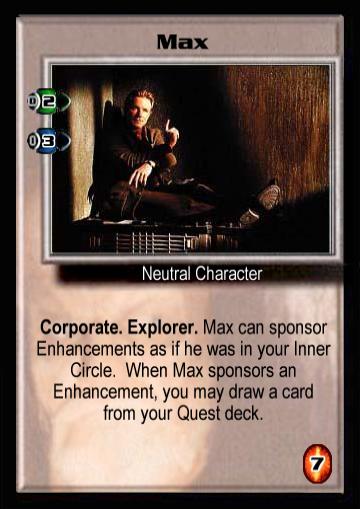 Max
2
3
Neutral Character
Corporate. Explorer. Max can sponsor
Enhancements as if he was in your Inner
Circle. When Max sponsors an
Enhancement, you may draw a card
from your Quest deck.
7